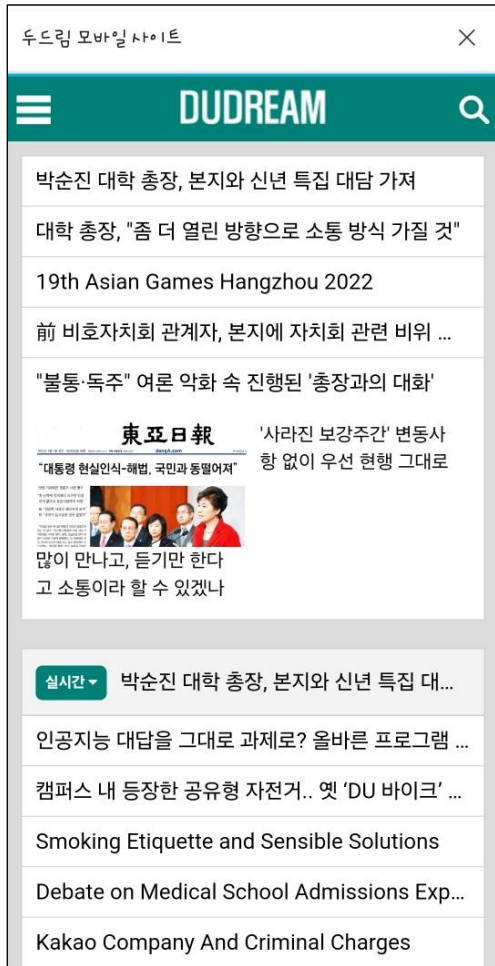 두드림 모바일 사이트
DUDREAM
박순진 대학 총장, 본지와 신년 특집 대담 가져
대학 총장, "좀 더 열린 방향으로 소통 방식 가질 것"
19th Asian Games Hangzhou 2022
前 비호자치회 관계자, 본지에 자치회 관련 비위 ...
"불통·독주" 여론 악화 속 진행된 '총장과의 대화'
東亞日報
"대통령 현실인식-해법, 국민과 동떨어져"
많이 만나고, 듣기만 한다
고 소통이라 할 수 있겠나
'사라진 보강주간' 변동사
항 없이 우선 현행 그대로
실시간
박순진 대학 총장, 본지와 신년 특집 대...
인공지능 대답을 그대로 과제로? 올바른 프로그램 ...
캠퍼스 내 등장한 공유형 자전거.. 옛 ‘DU 바이크’ ...
Smoking Etiquette and Sensible Solutions
Debate on Medical School Admissions Exp...
Kakao Company And Criminal Charges